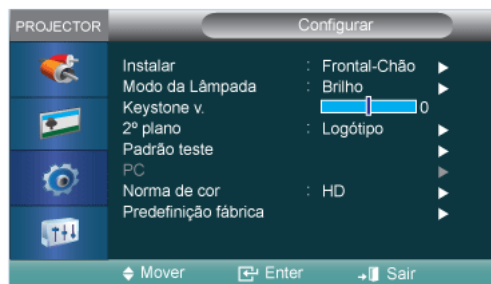 PROJECTOR Configurar
Instalar : Frontal-Chão
Modo da Lâmpada : Brilho
Keystone v. 0
2º plano : Logótipo
Padrão teste
PC
Norma de cor : HD
Predefinição fábrica
Mover Enter Sair